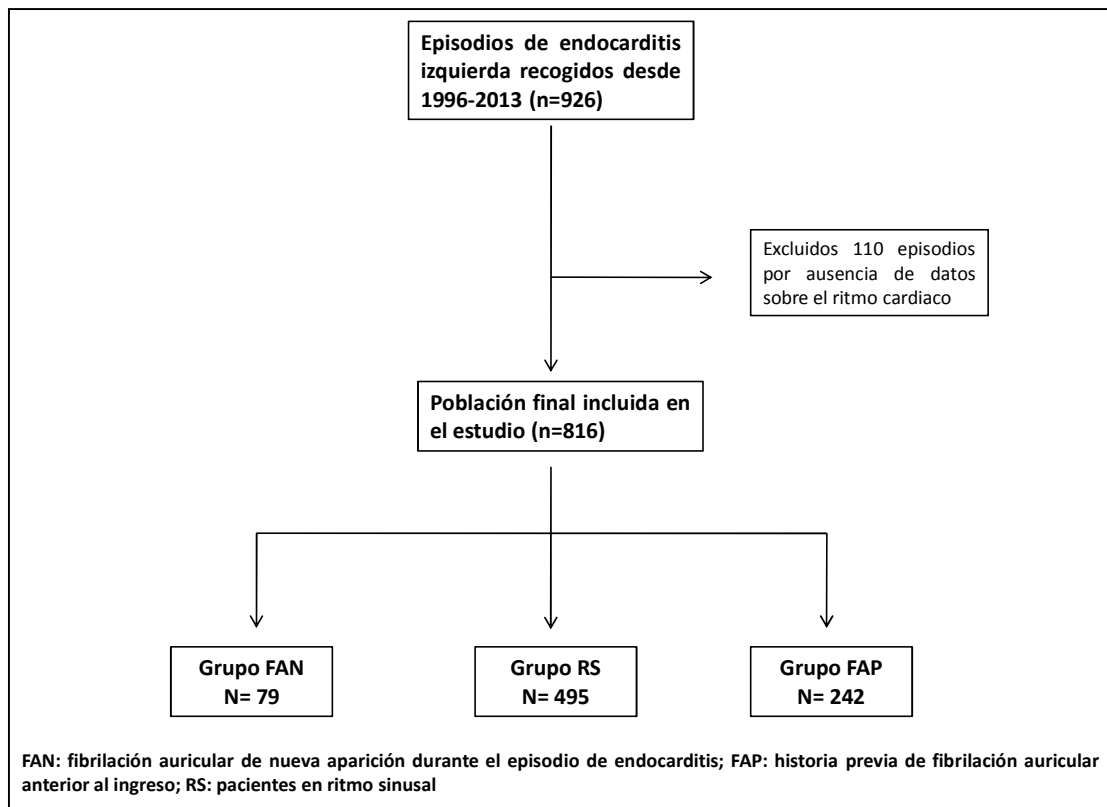 Episodios de endocarditis
izquierda recogidos desde
1996-2013 (n=926)
Excluidos 110 episodios
por ausencia de datos
sobre el ritmo cardiaco
Población final incluida en
el estudio (n=816)
Grupo FAN
N= 79
Grupo RS
N= 495
Grupo FAP
N= 242
FAN: fibrilación auricular de nueva aparición durante el episodio de endocarditis; FAP: historia previa de fibrilación auricular
anterior al ingreso; RS: pacientes en ritmo sinusal